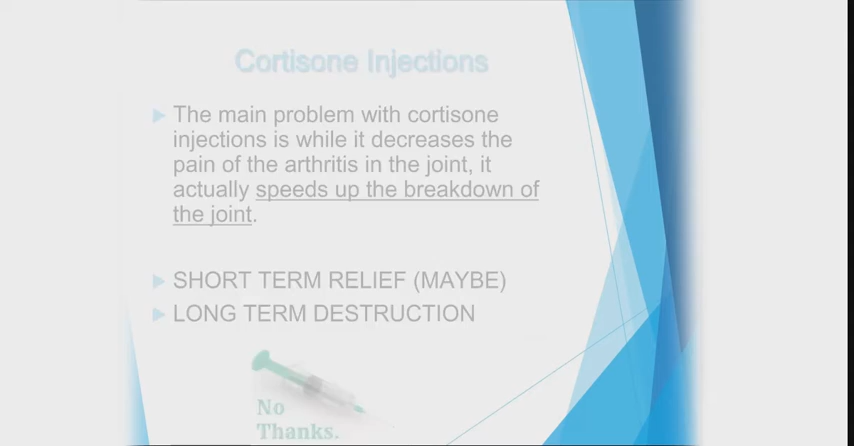 Cortisone Injections
The main problem with cortisone
injections is while it decreases the
pain of the arthritis in the joint, it
actually speeds up the breakdown of
the joint.
SHORT TERM RELIEF (MAYBE)
LONG TERM DESTRUCTION
No
Thanks.